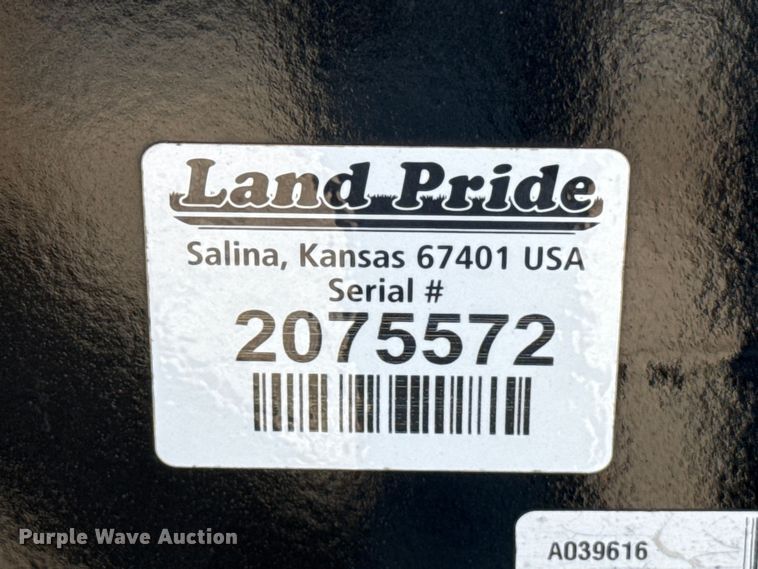 Land Pride
Salina, Kansas 67401 USA
Serial #
2075572
A039616
Purple Wave Auction